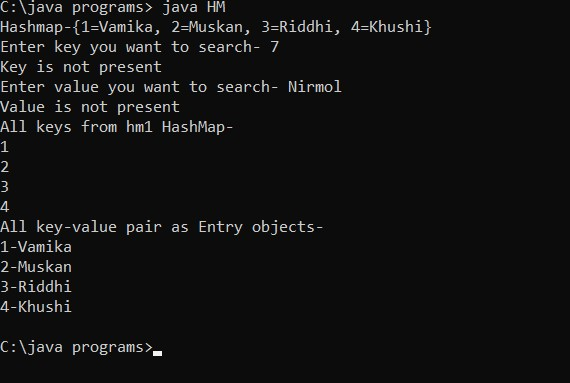 C:\java programs> java HM
Hashmap-{1=Vamika, 2=Muskan, 3=Riddhi, 4=Khushi}
Enter key you want to search- 7
Key is not present
Enter value you want to search- Nirmol
Value is not present
All keys from hm1 HashMap-
1
2
3
4
All key-value pair as Entry objects-
1-Vamika
2-Muskan
3-Riddhi
4-Khushi
C:\java programs>